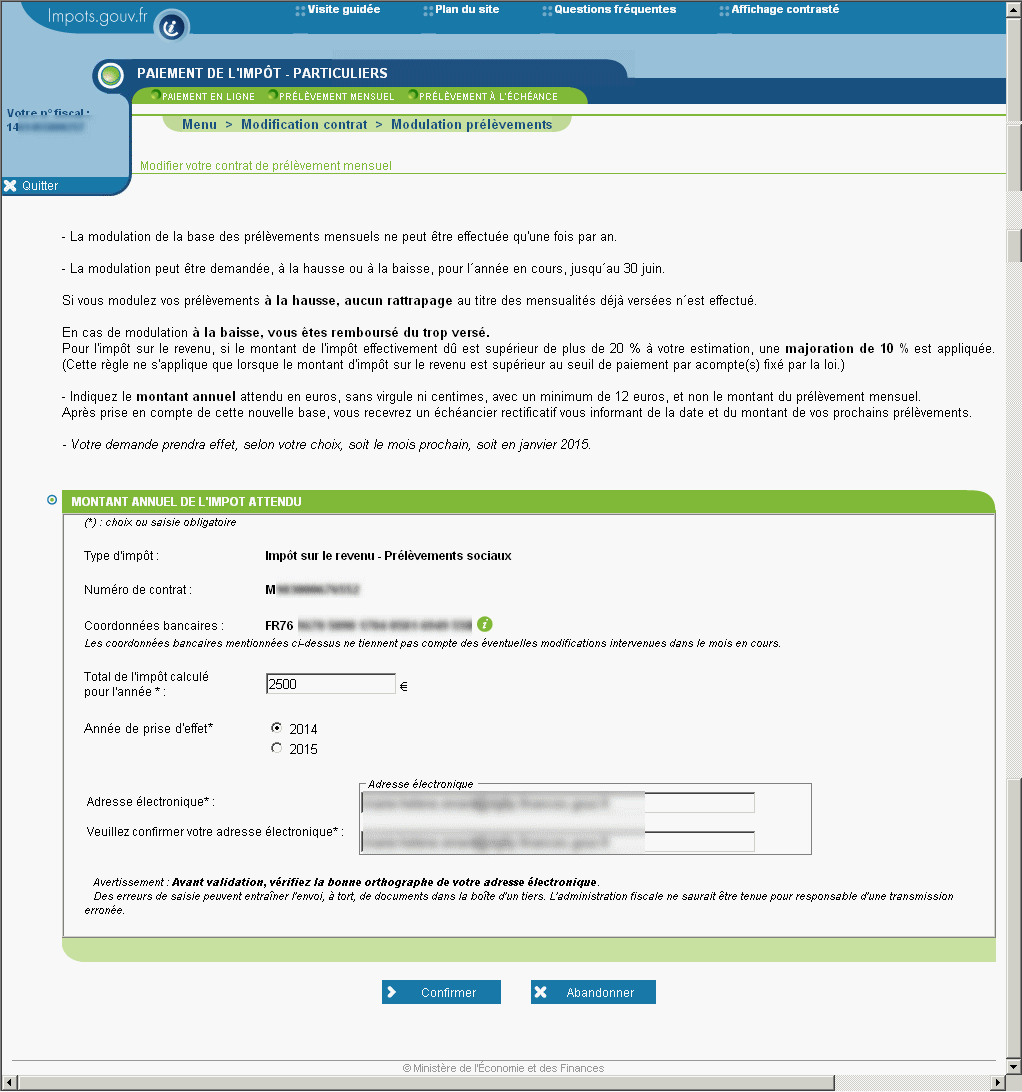 Impots.gouv.fr
Visite guidée
Plan du site
Questions fréquentes
Affichage contrasté
PAIEMENT DE L'IMPÔT - PARTICULIERS
PAIEMENT EN LIGNE
PRÉLÈVEMENT MENSUEL
PRÉLÈVEMENT À L'ÉCHÉANCE
Votre n° fiscal :
14
Menu > Modification contrat > Modulation prélèvements
Modifier votre contrat de prélèvement mensuel
Quitter
- La modulation de la base des prélèvements mensuels ne peut être effectuée qu'une fois par an.
- La modulation peut être demandée, à la hausse ou à la baisse, pour l´année en cours, jusqu´au 30 juin.
Si vous modulez vos prélèvements à la hausse, aucun rattrapage au titre des mensualités déjà versées n´est effectué.
En cas de modulation à la baisse, vous êtes remboursé du trop versé.
Pour l'impôt sur le revenu, si le montant de l'impôt effectivement dû est supérieur de plus de 20 % à votre estimation, une majoration de 10 % est appliquée.
(Cette règle ne s'applique que lorsque le montant d'impôt sur le revenu est supérieur au seuil de paiement par acompte(s) fixé par la loi.)
- Indiquez le montant annuel attendu en euros, sans virgule ni centimes, avec un minimum de 12 euros, et non le montant du prélèvement mensuel.
Après prise en compte de cette nouvelle base, vous recevrez un échéancier rectificatif vous informant de la date et du montant de vos prochains prélèvements.
- Votre demande prendra effet, selon votre choix, soit le mois prochain, soit en janvier 2015.
MONTANT ANNUEL DE L'IMPOT ATTENDU
(*) : choix ou saisie obligatoire
Type d'impôt : Impôt sur le revenu - Prélèvements sociaux
Numéro de contrat : M
Coordonnées bancaires : FR76
Les coordonnées bancaires mentionnées ci-dessus ne tiennent pas compte des éventuelles modifications intervenues dans le mois en cours.
Total de l'impôt calculé
pour l'année * :
2500 €
Année de prise d'effet* 2014
2015
Adresse électronique
Adresse électronique* :
Veuillez confirmer votre adresse électronique* :
Avertissement : Avant validation, vérifiez la bonne orthographe de votre adresse électronique.
Des erreurs de saisie peuvent entraîner l'envoi, à tort, de documents dans la boîte d'un tiers. L'administration fiscale ne saurait être tenue pour responsable d'une transmission
erronée.
Confirmer
Abandonner
© Ministère de l'Économie et des Finances